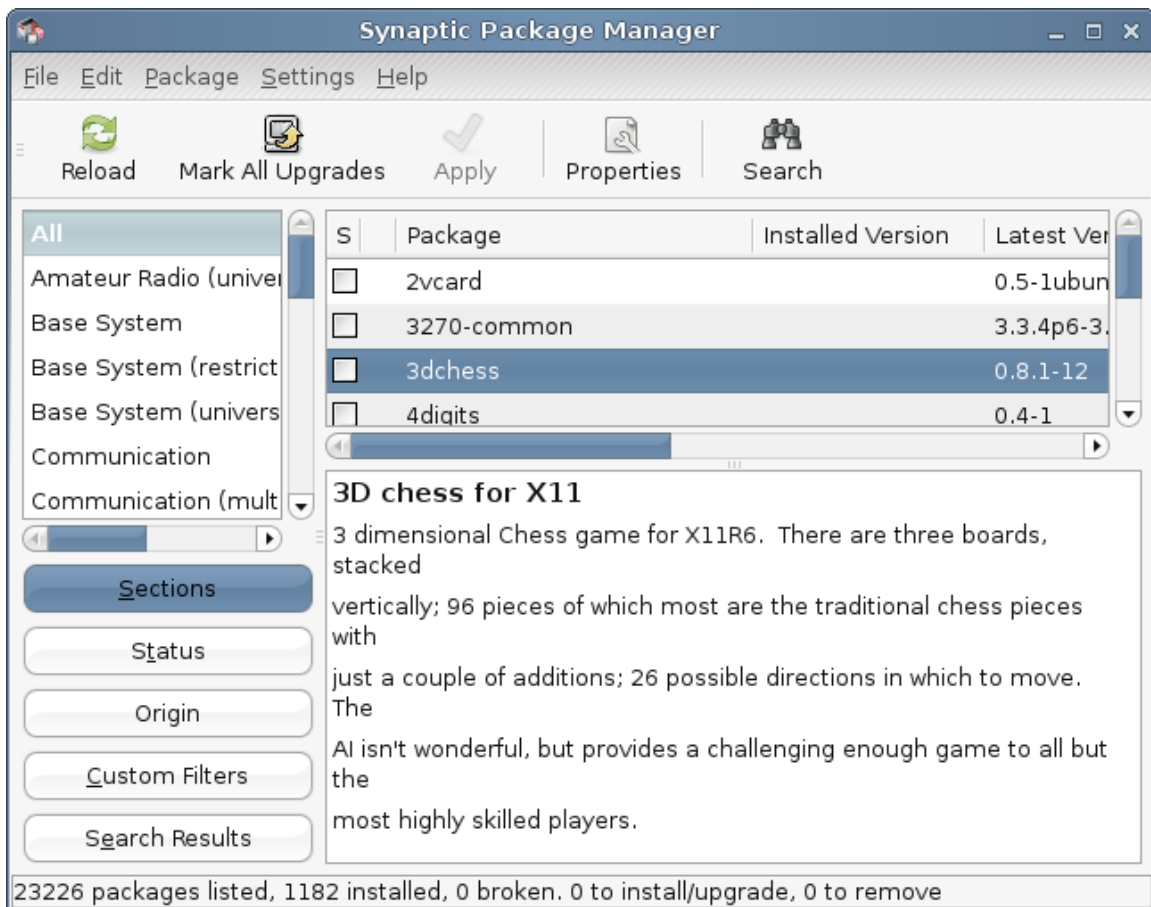 Synaptic Package Manager
File Edit Package Settings Help
Reload Mark All Upgrades Apply Properties Search
All
Amateur Radio (univer
Base System
Base System (restrict
Base System (univers
Communication
Communication (mult
S Package Installed Version Latest Ver
2vcard 0.5-1ubun
3270-common 3.3.4p6-3.
3dchess 0.8.1-12
4digits 0.4-1
Sections
Status
Origin
Custom Filters
Search Results
3D chess for X11
3 dimensional Chess game for X11R6.  There are three boards,
stacked
vertically; 96 pieces of which most are the traditional chess pieces
with
just a couple of additions; 26 possible directions in which to move.
The
AI isn't wonderful, but provides a challenging enough game to all but
the
most highly skilled players.
23226 packages listed, 1182 installed, 0 broken. 0 to install/upgrade, 0 to remove